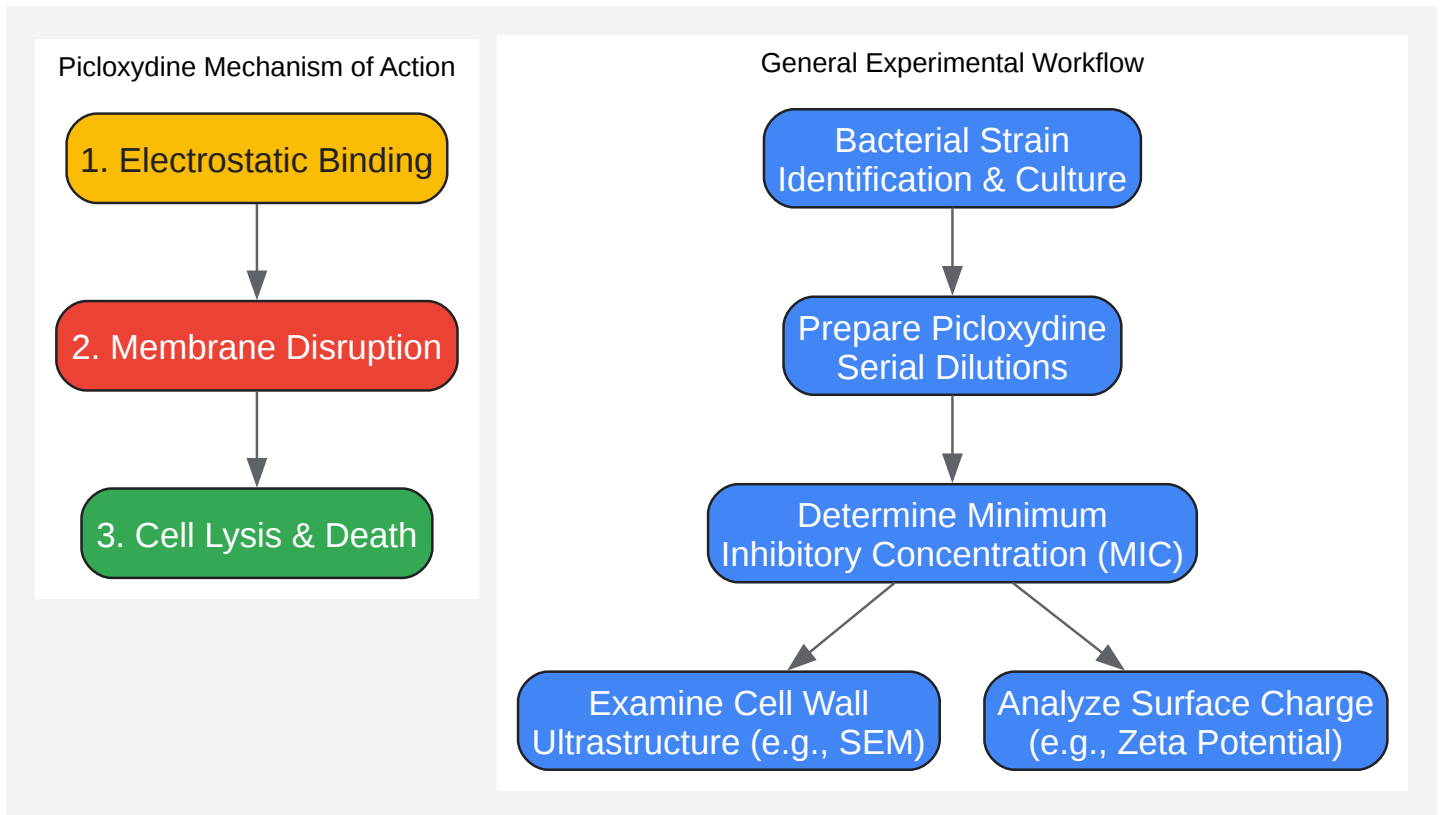 Picloxydine Mechanism of Action
1. Electrostatic Binding
2. Membrane Disruption
3. Cell Lysis & Death
General Experimental Workflow
Bacterial Strain
Identification & Culture
Prepare Picloxydine
Serial Dilutions
Determine Minimum
Inhibitory Concentration (MIC)
Examine Cell Wall
Ultrastructure (e.g., SEM)
Analyze Surface Charge
(e.g., Zeta Potential)